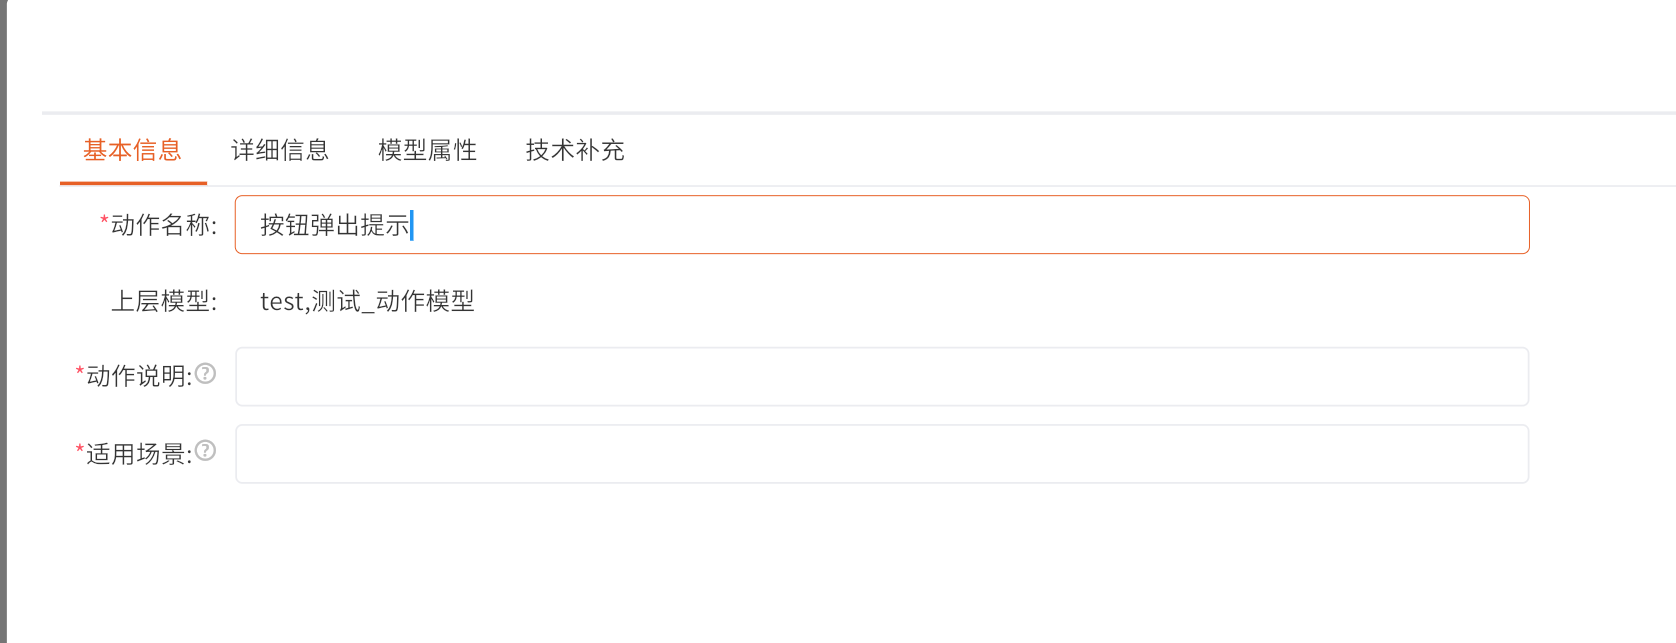 基本信息 详细信息 模型属性 技术补充
*动作名称: 按钮弹出提示
上层模型: test,测试_动作模型
*动作说明:?
*适用场景:?